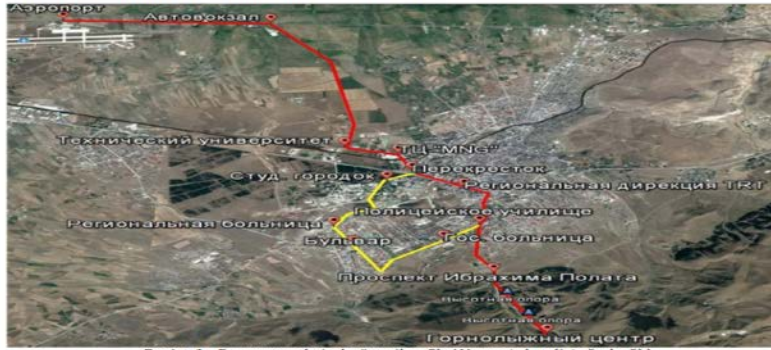 Аэропорт
Автовокзал
Технический университет
ТЦ "MNG"
Перекресток
Студ. городок
Региональная дирекция TRT
Полицейское училище
Региональная больница
Бульвар
Гос. больница
Проспект Ибрахима Полата
Высотная опора
Высотная опора
Горнолыжный центр